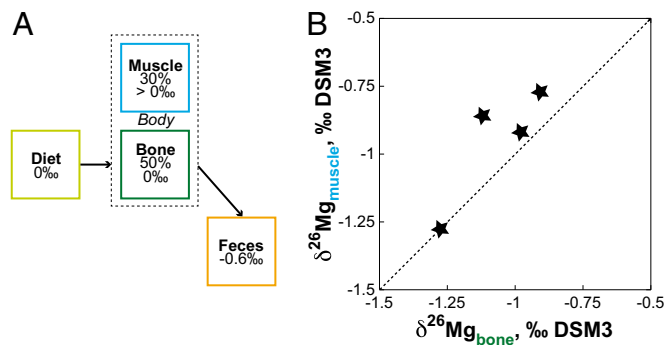 A
Muscle
30%
> 0‰
Body
Diet
0‰
Bone
50%
0‰
Feces
-0.6‰
B
δ26Mgmuscle, ‰ DSM3
-0.5
-0.75
-1
-1.25
-1.5
-1.5 -1.25 -1 -0.75 -0.5
δ26Mgbone, ‰ DSM3